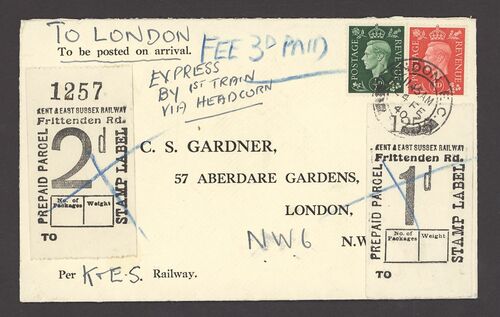 TO LONDON
To be posted on arrival.
FEE 3D PAID
EXPRESS
BY 1ST TRAIN
VIA HEADCORN
POSTAGE
REVENUE
POSTAGE
REVENUE
1257
KENT & EAST SUSSEX RAILWAY
Frittenden Rd.
PREPAID PARCEL
2d
STAMP LABEL
No. of Packages
Weight
TO
C. S. GARDNER,
57 ABERDARE GARDENS,
LONDON,
NW6
N.W.
KENT & EAST SUSSEX RAILWAY
Frittenden Rd.
PREPAID PARCEL
1d
STAMP LABEL
No. of Packages
Weight
TO
Per K & E.S. Railway.